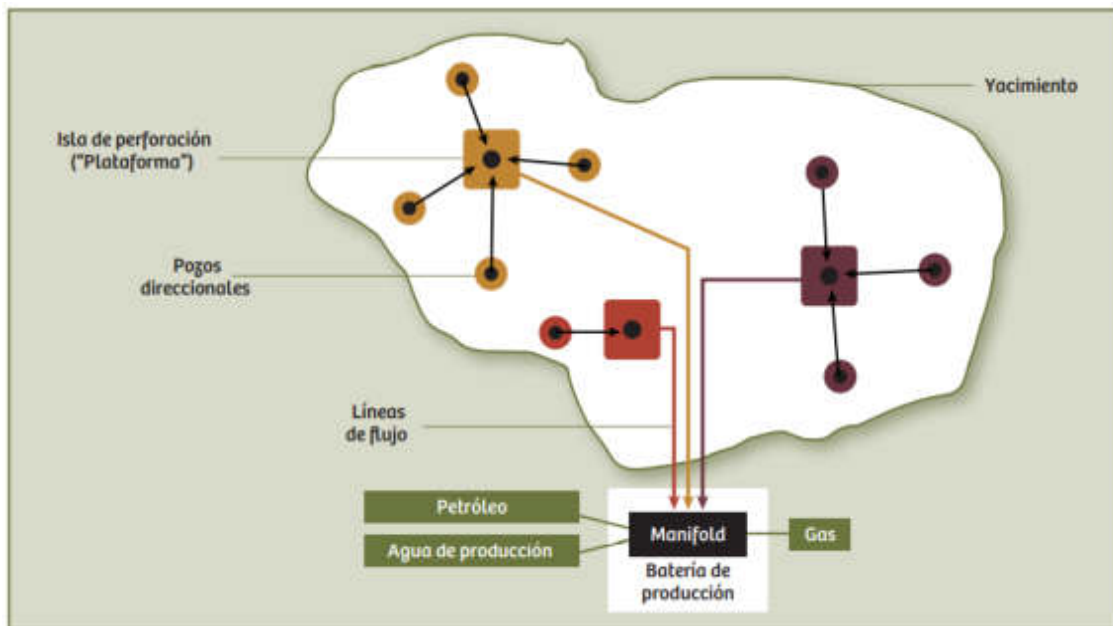 Yacimiento
Isla de perforación
("Plataforma")
Pozos
direccionales
Líneas
de flujo
Petróleo
Agua de producción
Manifold
Gas
Batería de
producción